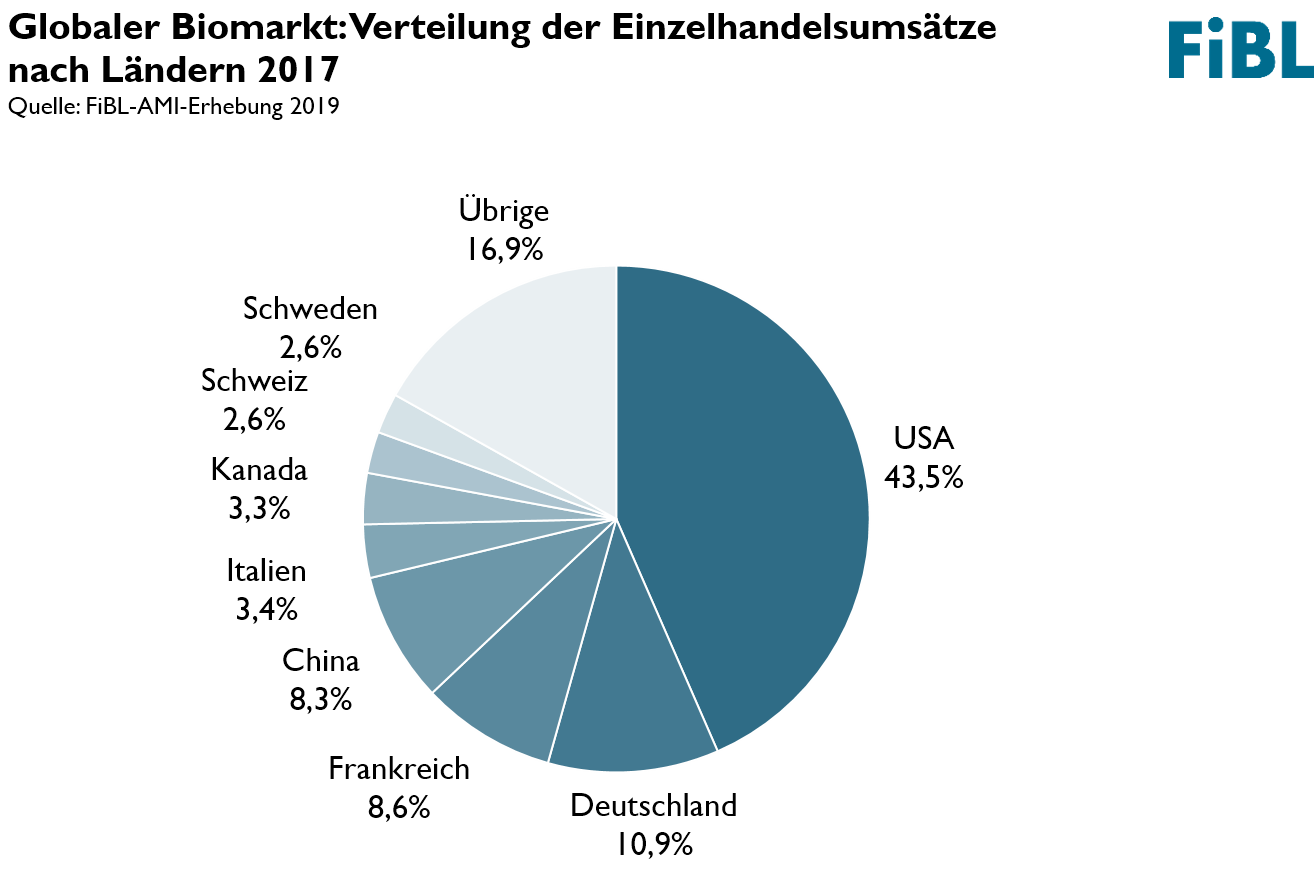 Globaler Biomarkt: Verteilung der Einzelhandelsumsätze
nach Ländern 2017
Quelle: FiBL-AMI-Erhebung 2019
FiBL
Übrige
16,9%
Schweden
2,6%
Schweiz
2,6%
Kanada
3,3%
Italien
3,4%
China
8,3%
Frankreich
8,6%
Deutschland
10,9%
USA
43,5%